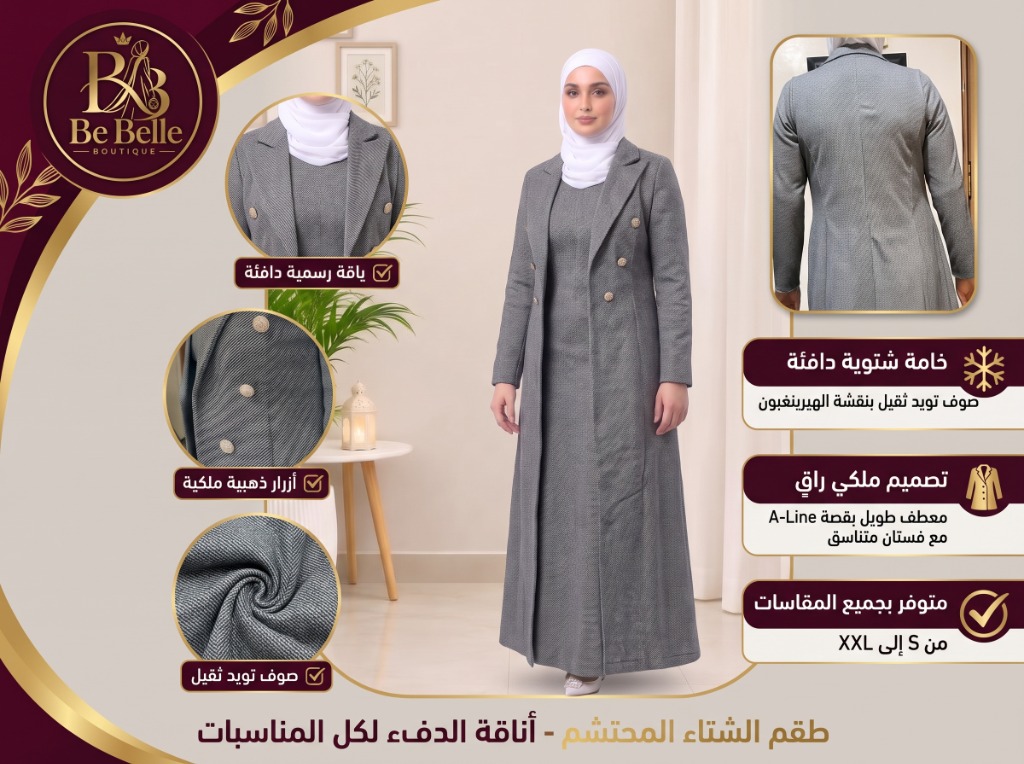 BB
Be Belle
BOUTIQUE
ياقة رسمية دافئة
أزرار ذهبية ملكية
صوف تويد ثقيل
خامة شتوية دافئة
صوف تويد ثقيل بنقشة الهيرينغبون
تصميم ملكي راقٍ
معطف طويل بقصة A-Line
مع فستان متناسق
متوفر بجميع المقاسات
من S إلى XXL
طقم الشتاء المحتشم - أناقة الدفء لكل المناسبات